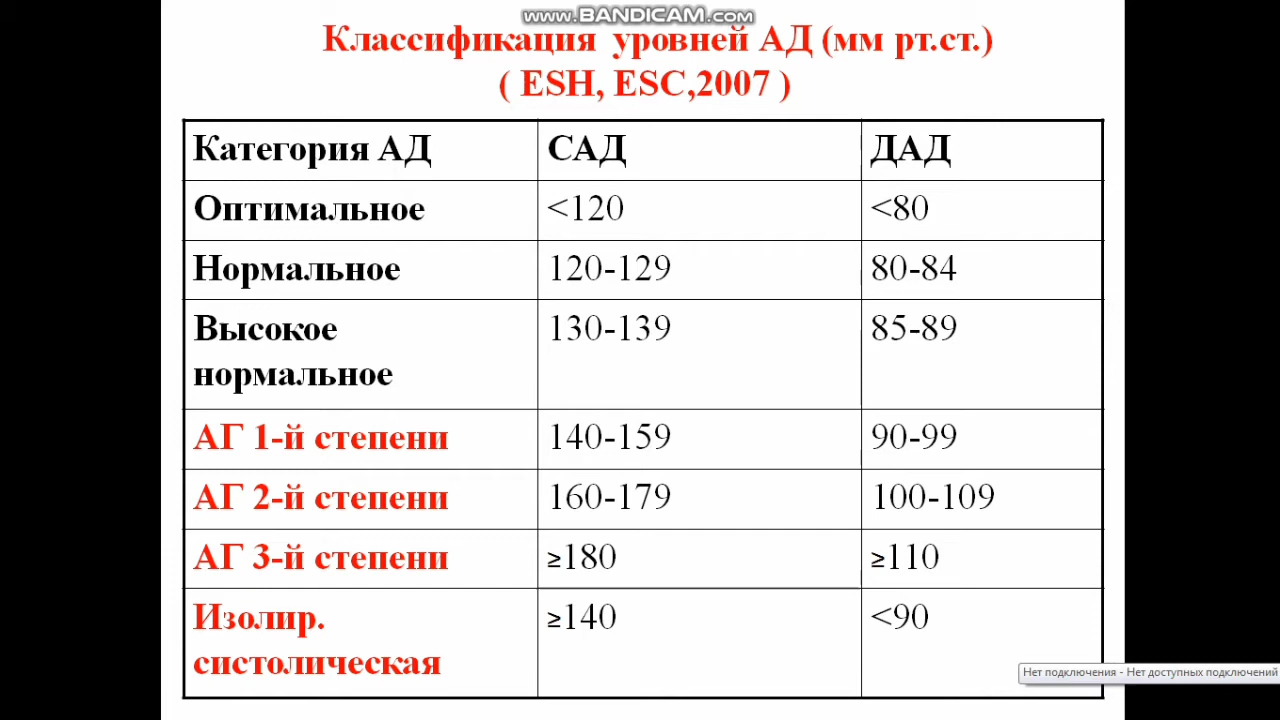 www.BANDICAM.com
Классификация уровней АД (мм рт.ст.)
( ESH, ESC,2007 )
Категория АД САД ДАД
Оптимальное <120 <80
Нормальное 120-129 80-84
Высокое 130-139 85-89
нормальное
АГ 1-й степени 140-159 90-99
АГ 2-й степени 160-179 100-109
АГ 3-й степени ≥180 ≥110
Изолир. ≥140 <90
систолическая
Нет подключения - Нет доступных подключений